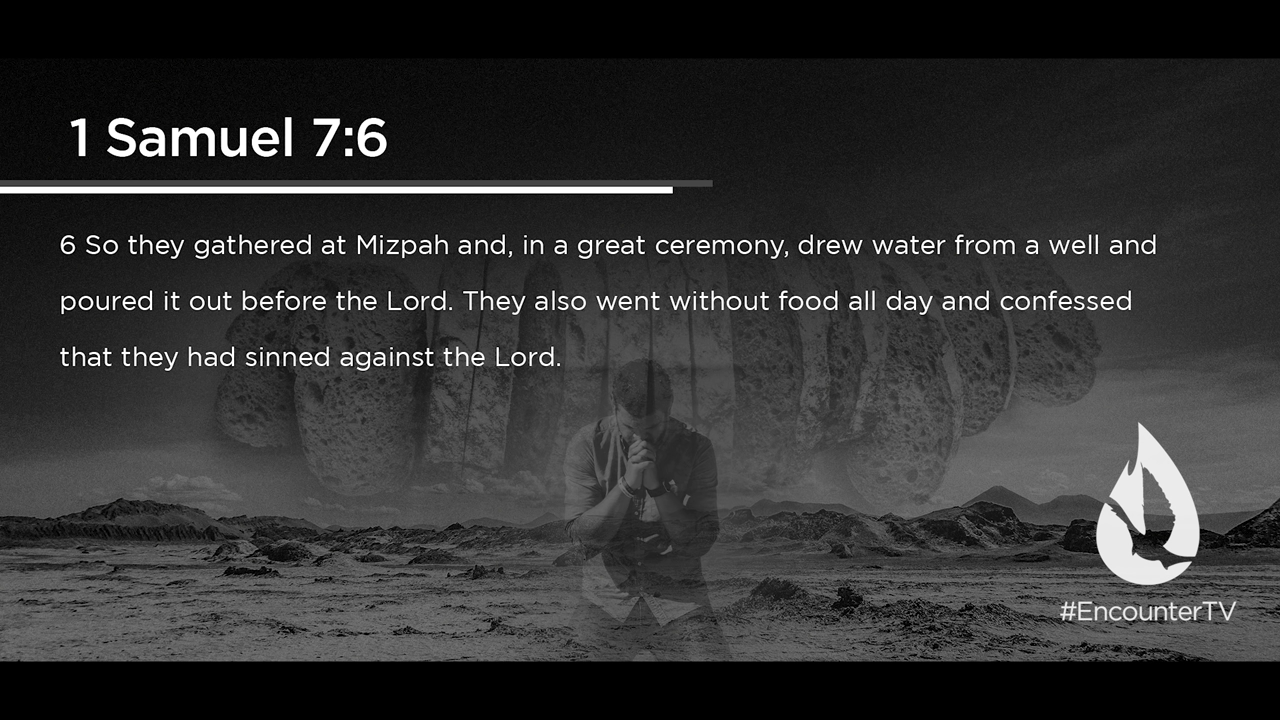 1 Samuel 7:6
6 So they gathered at Mizpah and, in a great ceremony, drew water from a well and
poured it out before the Lord. They also went without food all day and confessed
that they had sinned against the Lord.
#EncounterTV